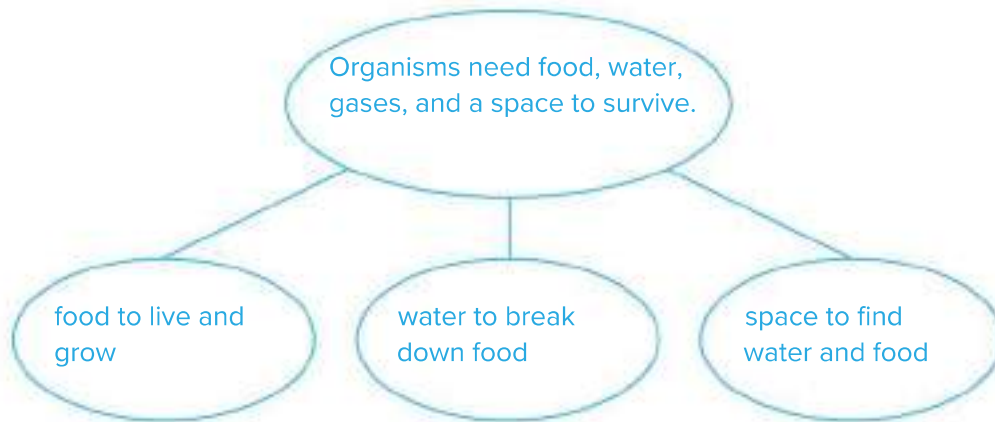 Organisms need food, water,
gases, and a space to survive.
food to live and
grow
water to break
down food
space to find
water and food